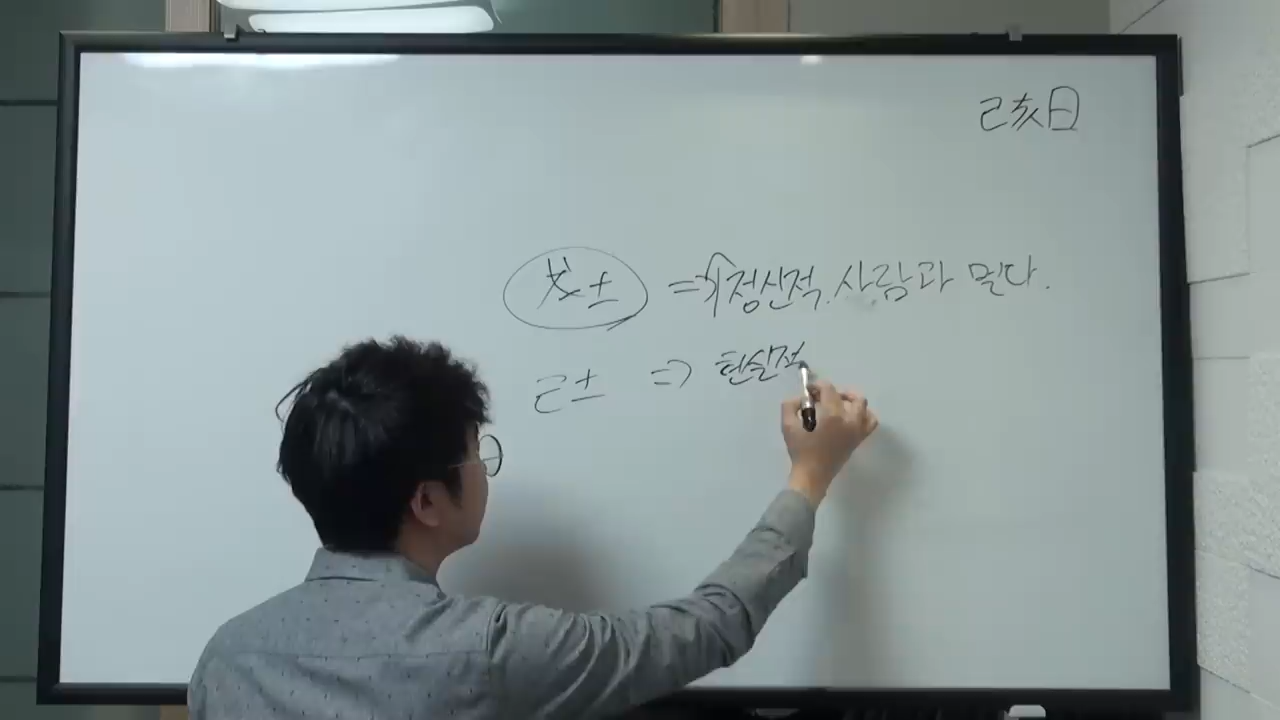 己亥日
戊土 => 정신적. 사람과 멀다.
己土 => 현실적